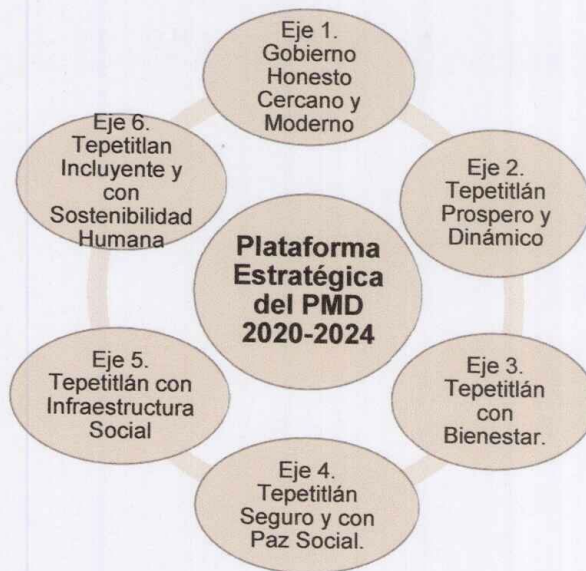 Eje 1.
Gobierno
Honesto
Cercano y
Moderno
Eje 2.
Tepetitlán
Prospero y
Dinámico
Eje 3.
Tepetitlán
con
Bienestar.
Eje 4.
Tepetitlán
Seguro y con
Paz Social.
Eje 5.
Tepetitlán con
Infraestructura
Social
Eje 6.
Tepetitlan
Incluyente y
con
Sostenibilidad
Humana
Plataforma
Estratégica
del PMD
2020-2024